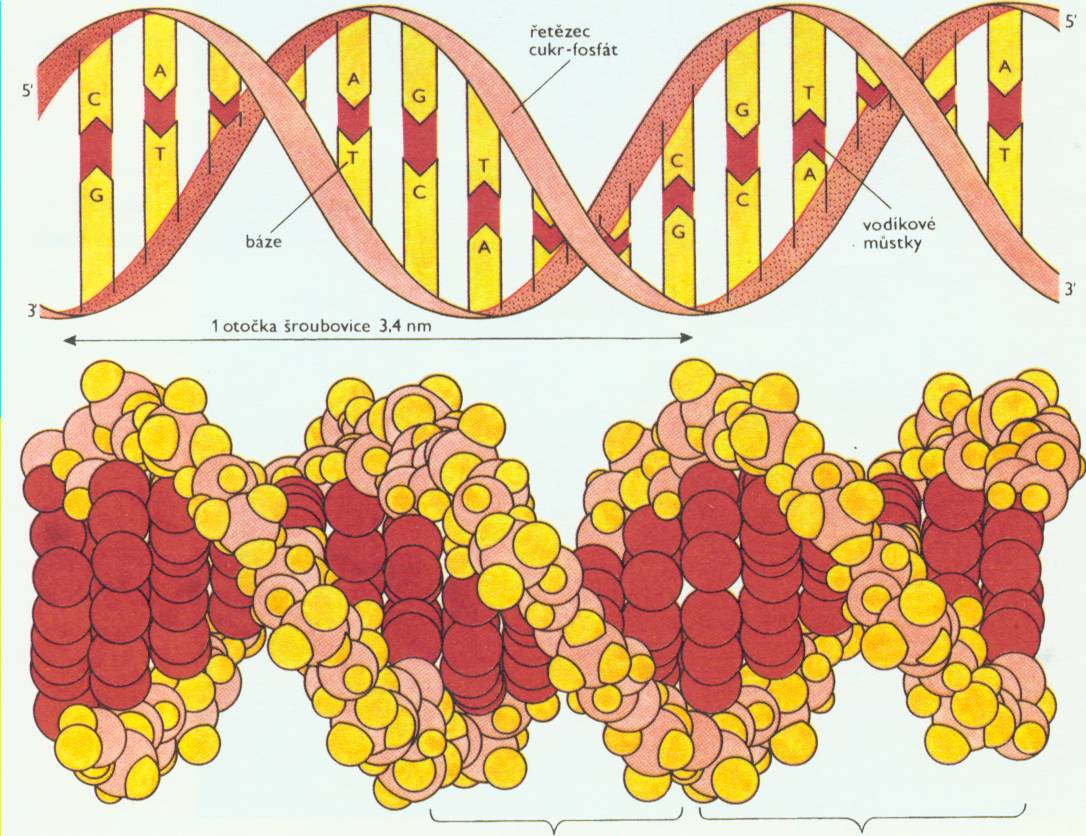 5'
5'
řetězec
cukr-fosfát
C
A
A
G
G
T
A
T
T
C
T
C
C
A
T
G
A
G
báze
vodíkové
můstky
3'
3'
1 otočka šroubovice 3,4 nm